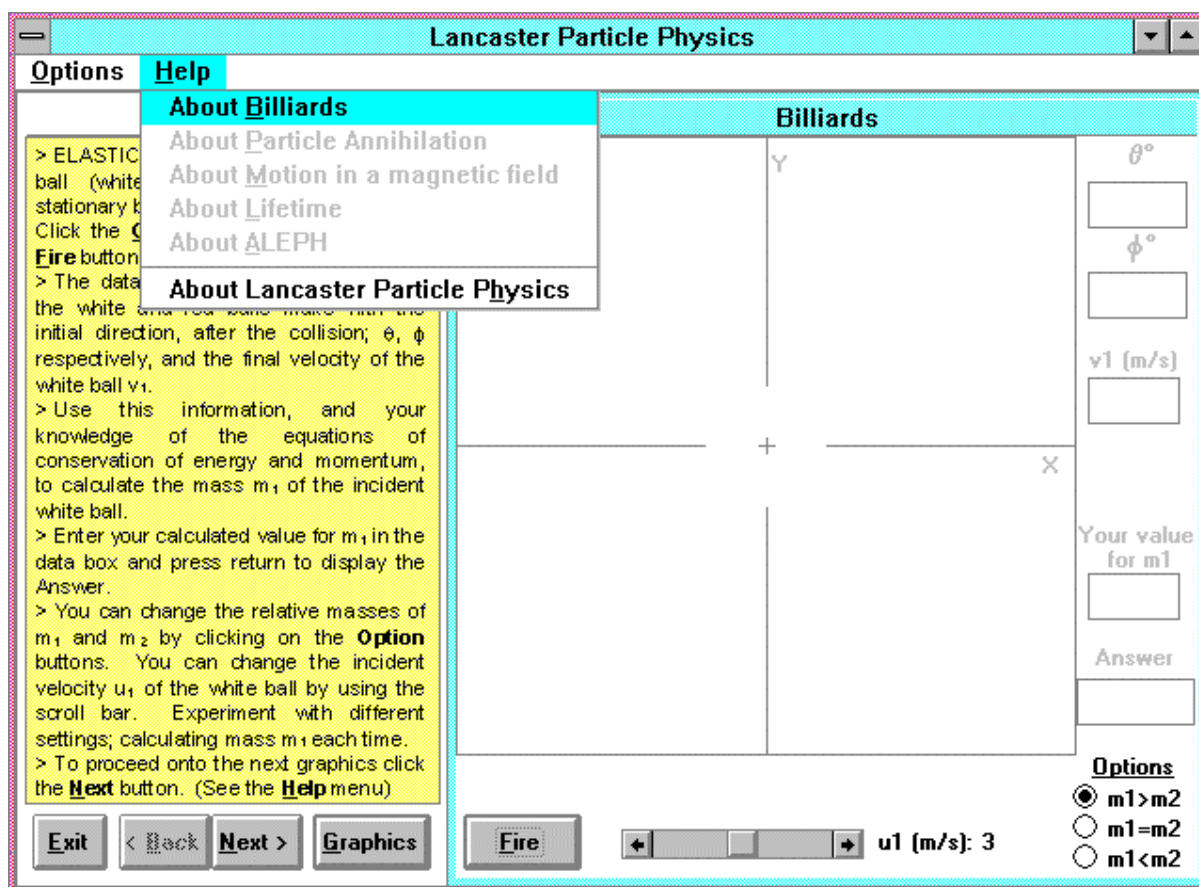 Lancaster Particle Physics
Options Help
About Billiards
About Particle Annihilation
About Motion in a magnetic field
About Lifetime
About ALEPH
About Lancaster Particle Physics
> ELASTIC
ball (white
stationary b
Click the
Fire button
> The data
the white and red balls make with the
initial direction, after the collision; θ, ϕ
respectively, and the final velocity of the
white ball v₁.
> Use this information, and your
knowledge of the equations of
conservation of energy and momentum,
to calculate the mass m₁ of the incident
white ball.
> Enter your calculated value for m₁ in the
data box and press return to display the
Answer.
> You can change the relative masses of
m₁ and m₂ by clicking on the Option
buttons. You can change the incident
velocity u₁ of the white ball by using the
scroll bar. Experiment with different
settings; calculating mass m₁ each time.
> To proceed onto the next graphics click
the Next button. (See the Help menu)
Exit < Back Next > Graphics
Billiards
Y
X
θ°
ϕ°
v1 (m/s)
Your value
for m1
Answer
Options
m1>m2
m1=m2
m1<m2
Fire
u1 (m/s): 3